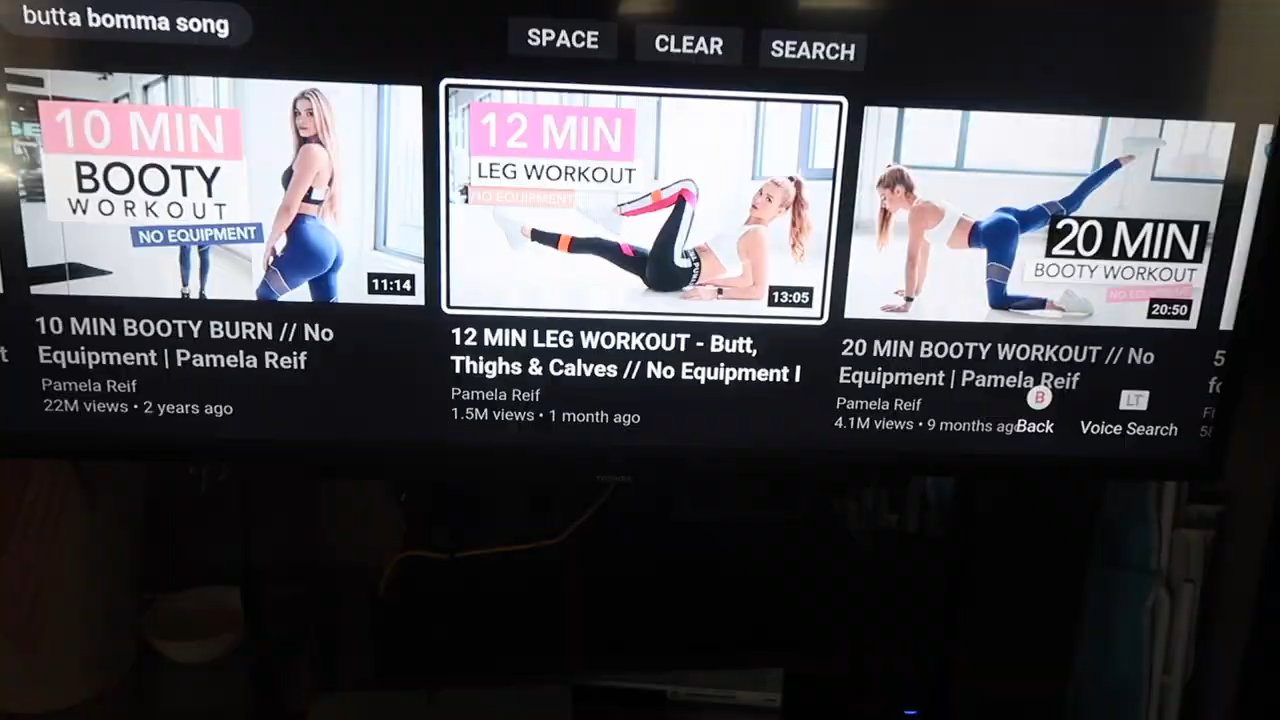 butta bomma song
SPACE
CLEAR
SEARCH
10 MIN
BOOTY
WORKOUT
NO EQUIPMENT
11:14
10 MIN BOOTY BURN // No
Equipment | Pamela Reif
Pamela Reif
22M views • 2 years ago
12 MIN
LEG WORKOUT
NO EQUIPMENT
13:05
12 MIN LEG WORKOUT - Butt,
Thighs & Calves // No Equipment I
Pamela Reif
1.5M views • 1 month ago
20 MIN
BOOTY WORKOUT
NO EQUIPMENT
20:50
20 MIN BOOTY WORKOUT // No
Equipment | Pamela Reif
Pamela Reif
4.1M views • 9 months ago
B
Back
LT
Voice Search
TOSHIBA